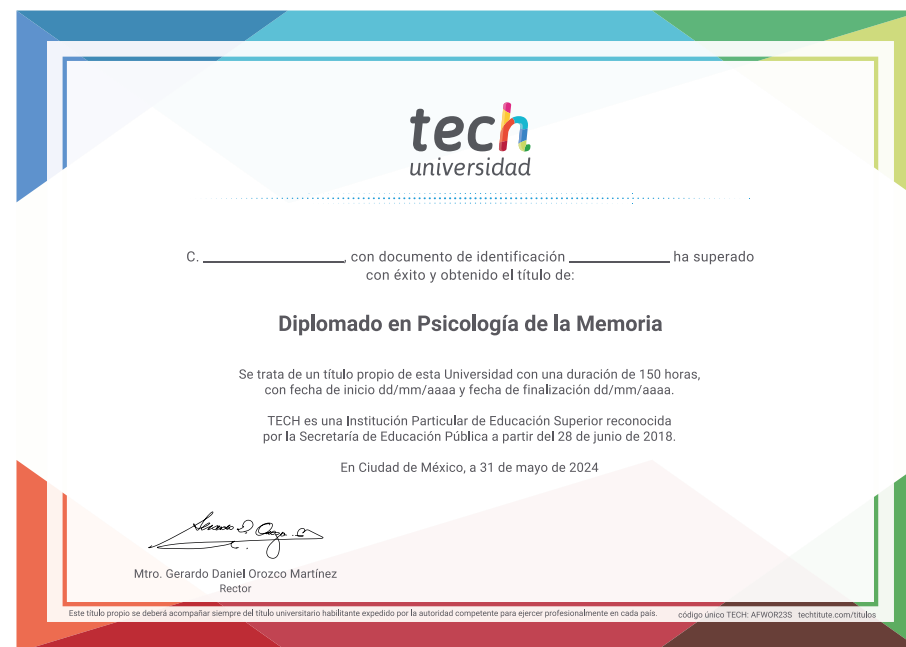 tech
universidad
C. ____________, con documento de identificación ____________ ha superado
con éxito y obtenido el título de:
Diplomado en Psicología de la Memoria
Se trata de un título propio de esta Universidad con una duración de 150 horas,
con fecha de inicio dd/mm/aaaa y fecha de finalización dd/mm/aaaa.
TECH es una Institución Particular de Educación Superior reconocida
por la Secretaría de Educación Pública a partir del 28 de junio de 2018.
En Ciudad de México, a 31 de mayo de 2024
Mtro. Gerardo Daniel Orozco Martínez
Rector
Este título propio se deberá acompañar siempre del título universitario habilitante expedido por la autoridad competente para ejercer profesionalmente en cada país. código único TECH: AFWOR23S techtitute.com/titulos